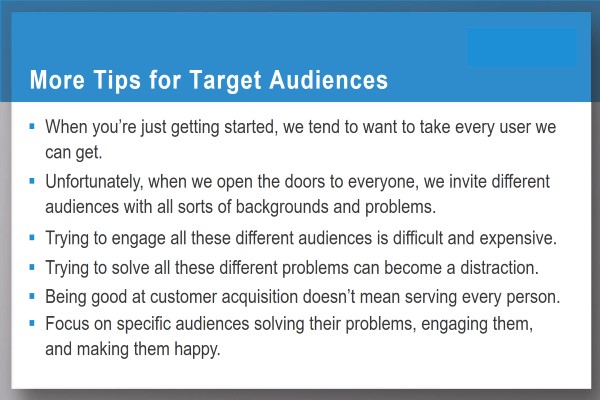 More Tips for Target Audiences
When you’re just getting started, we tend to want to take every user we
can get.
Unfortunately, when we open the doors to everyone, we invite different
audiences with all sorts of backgrounds and problems.
Trying to engage all these different audiences is difficult and expensive.
Trying to solve all these different problems can become a distraction.
Being good at customer acquisition doesn’t mean serving every person.
Focus on specific audiences solving their problems, engaging them,
and making them happy.